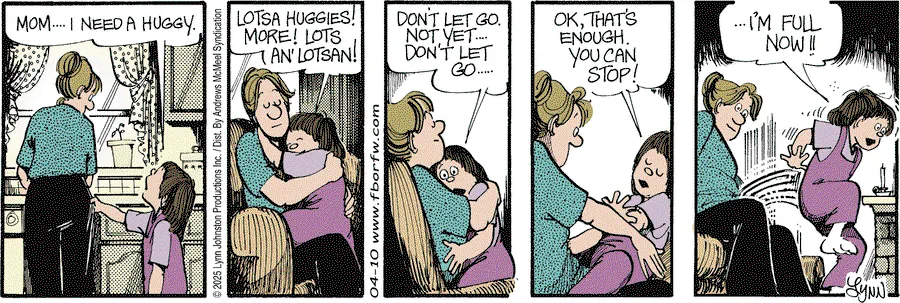 MOM.... I NEED A HUGGY.
© 2025 Lynn Johnston Productions Inc. / Dist. By Andrews McMeel Syndication
LOTSA HUGGIES!
MORE! LOTS
AN' LOTSAN!
04-10 www.fborfw.com
DON'T LET GO.
NOT YET....
DON'T LET
GO.....
OK, THAT'S
ENOUGH.
YOU CAN
STOP!
...I'M FULL
NOW!!
LYNN